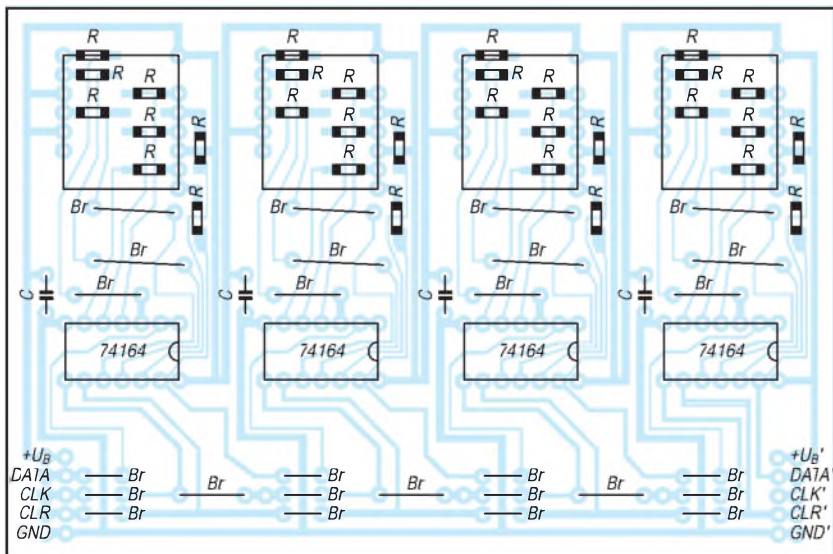 R R R R
R R R R R R R R
R R R R
R R R R
R R R R
R R R R
R R R R
Br Br Br Br
Br Br Br Br
C Br C Br C Br C Br
74164 74164 74164 74164
+UB +UB'
DATA Br Br Br Br DATA'
Br Br Br
CLK Br Br Br Br CLK'
CLR Br Br Br Br CLR'
GND GND'